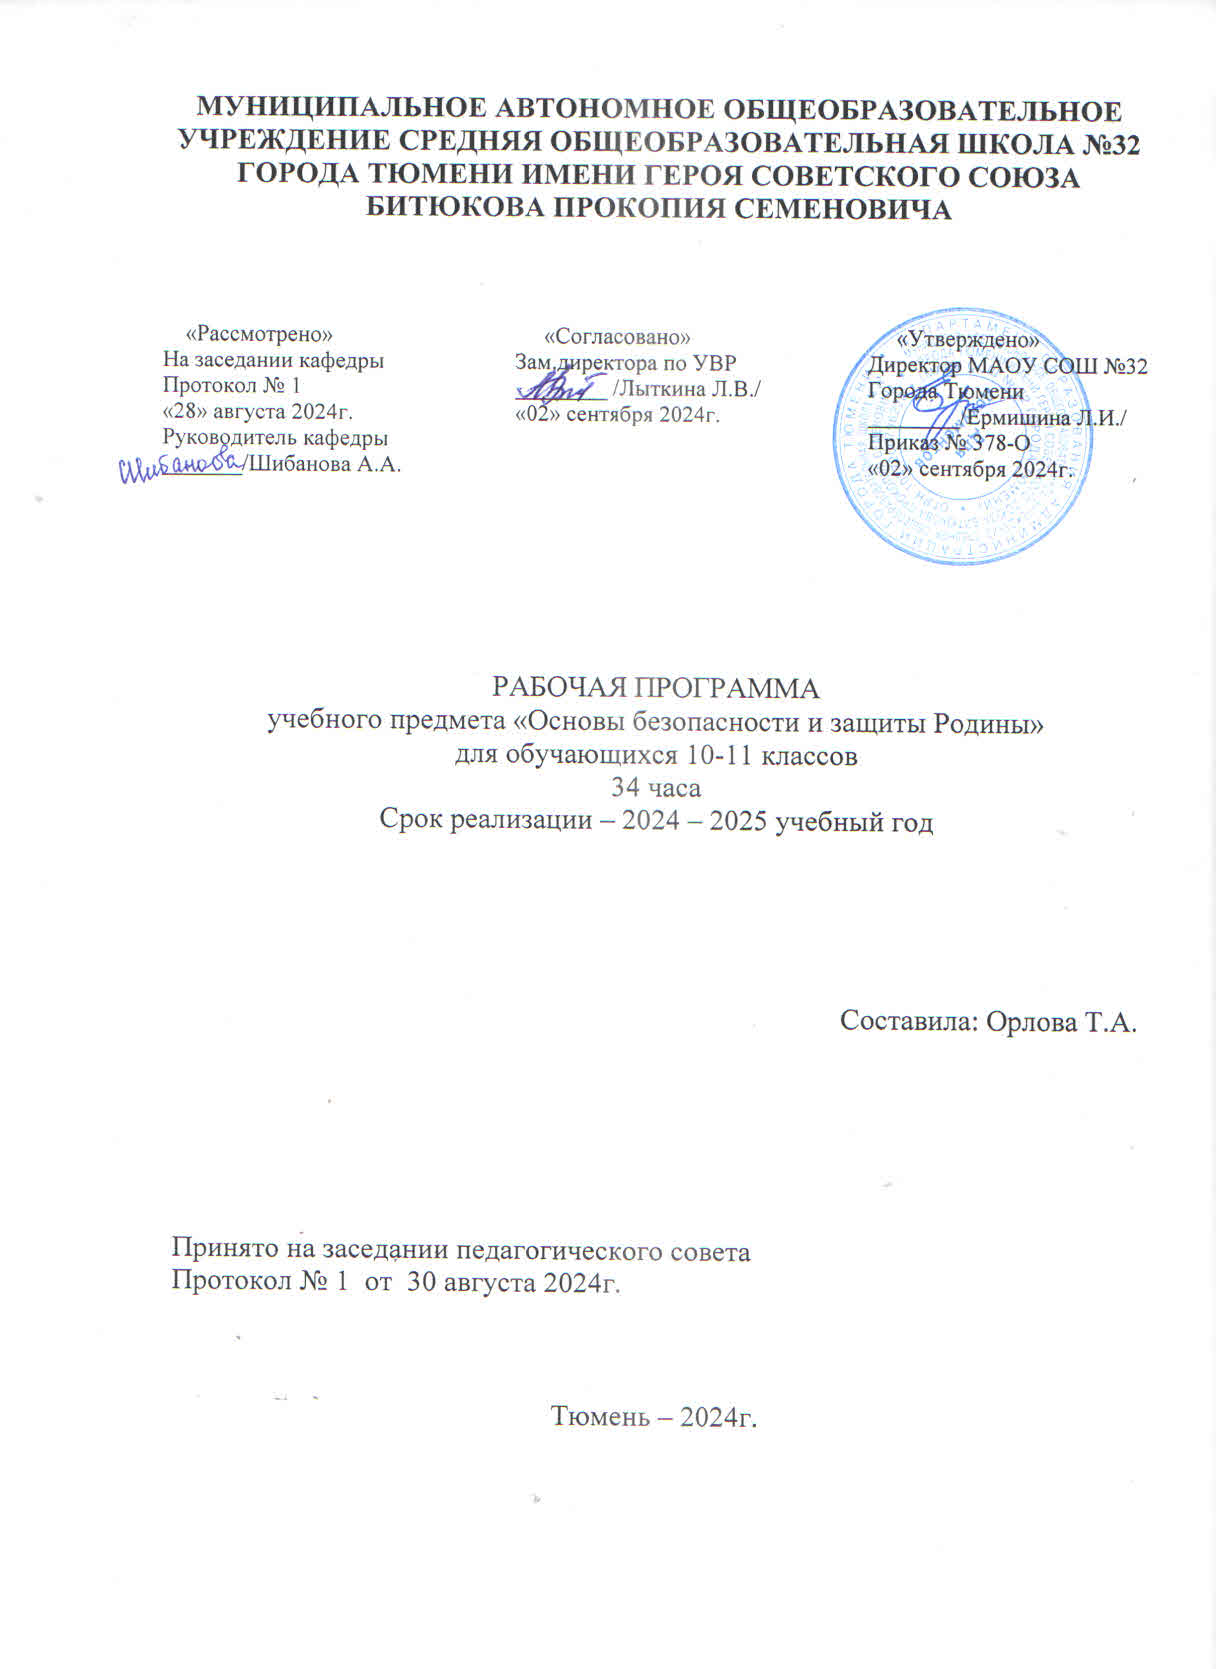 МУНИЦИПАЛЬНОЕ АВТОНОМНОЕ ОБЩЕОБРАЗОВАТЕЛЬНОЕ
УЧРЕЖДЕНИЕ СРЕДНЯЯ ОБЩЕОБРАЗОВАТЕЛЬНАЯ ШКОЛА №32
ГОРОДА ТЮМЕНИ ИМЕНИ ГЕРОЯ СОВЕТСКОГО СОЮЗА
БИТЮКОВА ПРОКОПИЯ СЕМЕНОВИЧА
«Рассмотрено»
На заседании кафедры
Протокол № 1
«28» августа 2024г.
Руководитель кафедры
Шибанова /Шибанова А.А.
«Согласовано»
Зам.директора по УВР
/Лыткина Л.В./
«02» сентября 2024г.
«Утверждено»
Директор МАОУ СОШ №32
Города Тюмени
/Ермишина Л.И./
Приказ № 378-О
«02» сентября 2024г.
РАБОЧАЯ ПРОГРАММА
учебного предмета «Основы безопасности и защиты Родины»
для обучающихся 10-11 классов
34 часа
Срок реализации – 2024 – 2025 учебный год
Составила: Орлова Т.А.
Принято на заседании педагогического совета
Протокол № 1 от 30 августа 2024г.
Тюмень – 2024г.